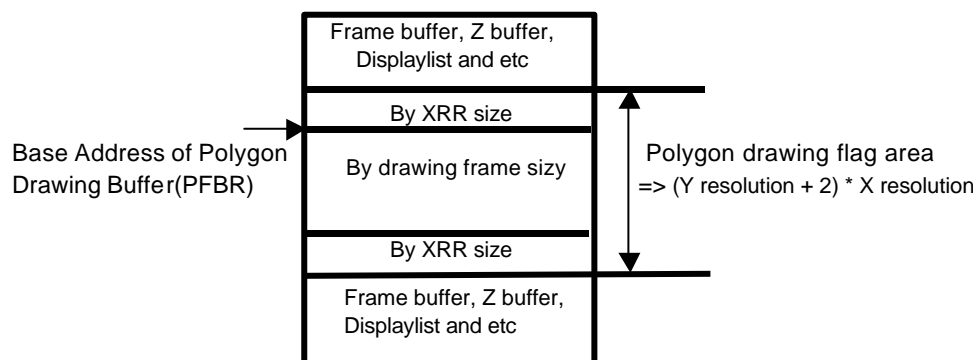 Frame buffer, Z buffer,
Displaylist and etc
By XRR size
Base Address of Polygon
Drawing Buffer(PFBR)
By drawing frame sizy
Polygon drawing flag area
=> (Y resolution + 2) * X resolution
By XRR size
Frame buffer, Z buffer,
Displaylist and etc